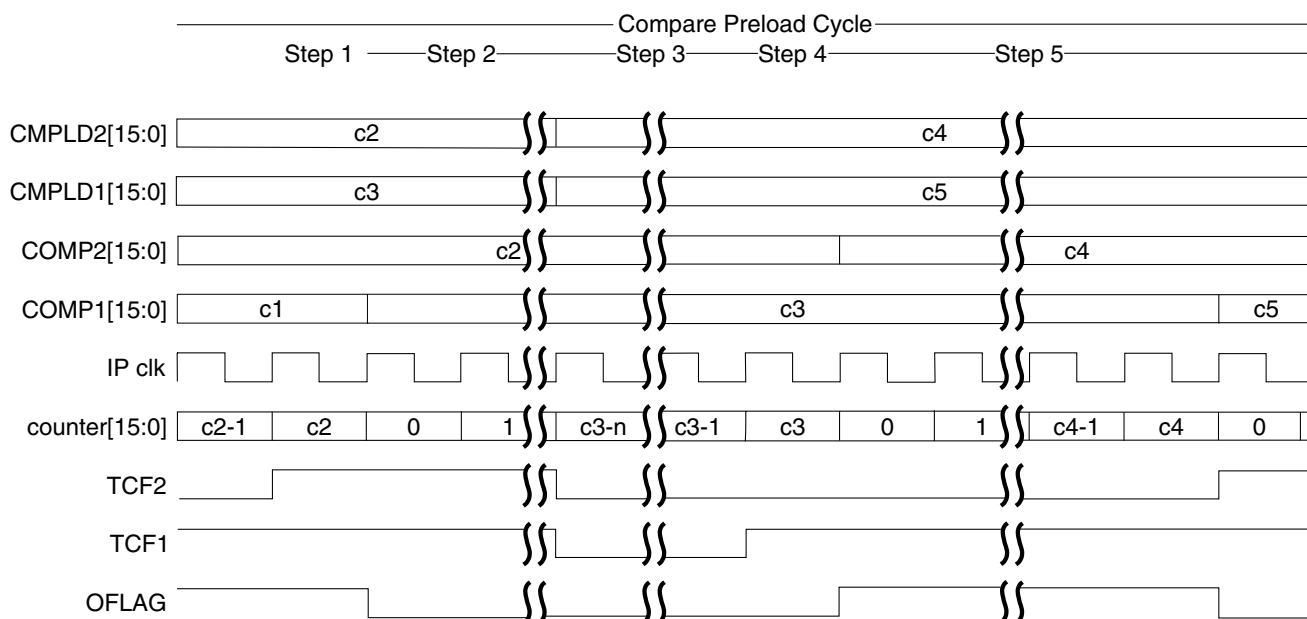 Compare Preload Cycle
Step 1 Step 2 Step 3 Step 4 Step 5
CMPLD2[15:0] c2 c4
CMPLD1[15:0] c3 c5
COMP2[15:0] c2 c4
COMP1[15:0] c1 c3 c5
IP clk
counter[15:0] c2-1 c2 0 1 c3-n c3-1 c3 0 1 c4-1 c4 0
TCF2
TCF1
OFLAG